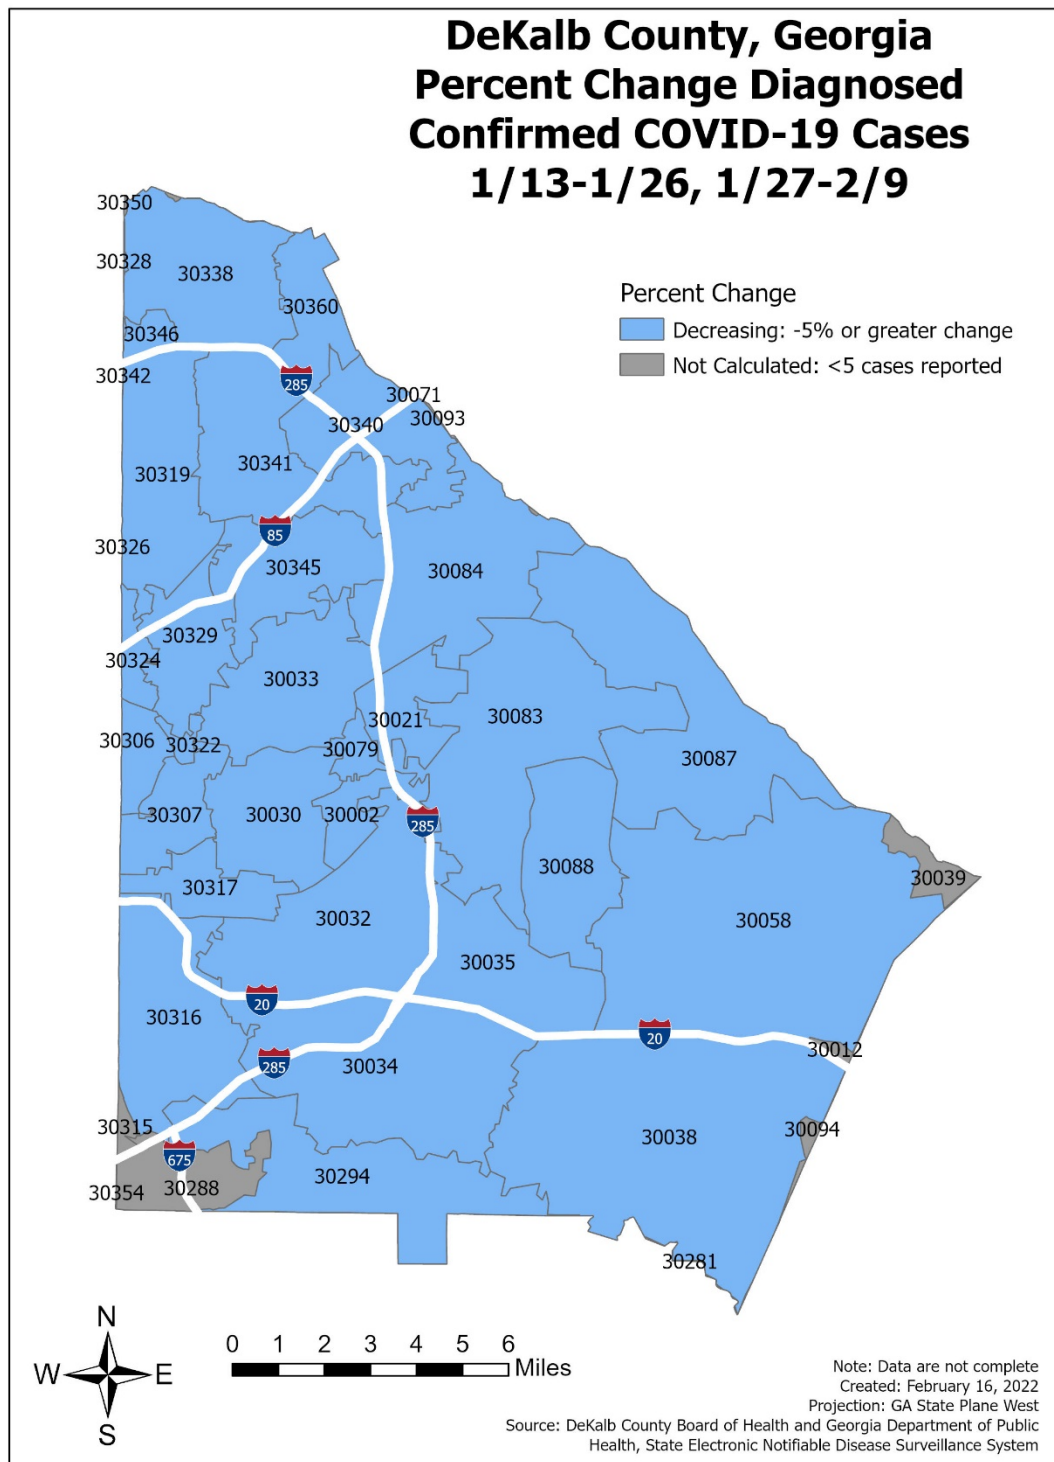 DeKalb County, Georgia
Percent Change Diagnosed
Confirmed COVID-19 Cases
1/13-1/26, 1/27-2/9
Percent Change
Decreasing: -5% or greater change
Not Calculated: <5 cases reported
30350
30328
30338
30360
30346
30342
285
30071
30093
30340
30319
30341
85
30326
30345
30084
30329
30324
30033
30021
30083
30306
30322
30079
30087
30307
30030
30002
285
30088
30039
30317
30032
30058
30035
20
30316
20
30012
285
30034
30315
30038
30094
675
30354
30288
30294
30281
N
W
E
S
0 1 2 3 4 5 6
Miles
Note: Data are not complete
Created: February 16, 2022
Projection: GA State Plane West
Source: DeKalb County Board of Health and Georgia Department of Public
Health, State Electronic Notifiable Disease Surveillance System